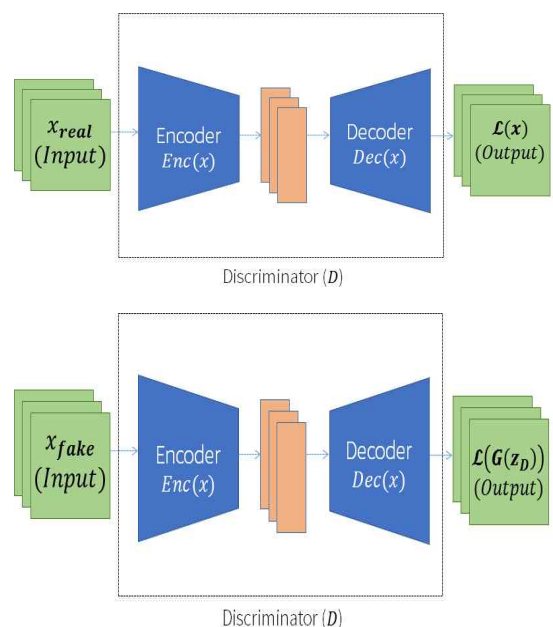 x_real
(Input)
Encoder
Enc(x)
Decoder
Dec(x)
ℒ(x)
(Output)
Discriminator (D)
x_fake
(Input)
Encoder
Enc(x)
Decoder
Dec(x)
ℒ(G(z_D))
(Output)
Discriminator (D)